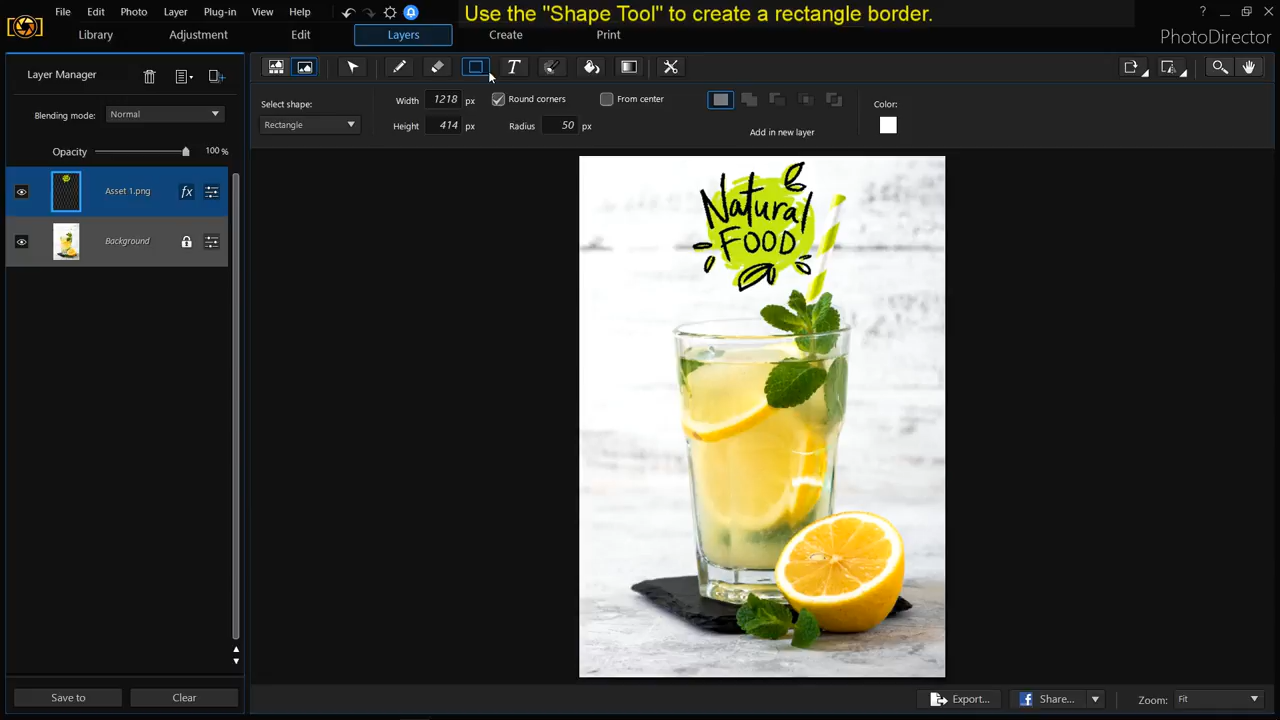 Use the "Shape Tool" to create a rectangle border.
File Edit Photo Layer Plug-in View Help
Library Adjustment Edit Layers Create Print
PhotoDirector
Layer Manager
T
Select shape:
Rectangle
Width 1218 px
Height 414 px
Round corners
Radius 50 px
From center
Add in new layer
Color:
Blending mode: Normal
Opacity 100 %
Asset 1.png fx
Background
Natural
FOOD
Save to Clear
Export... f Share... Zoom: Fit